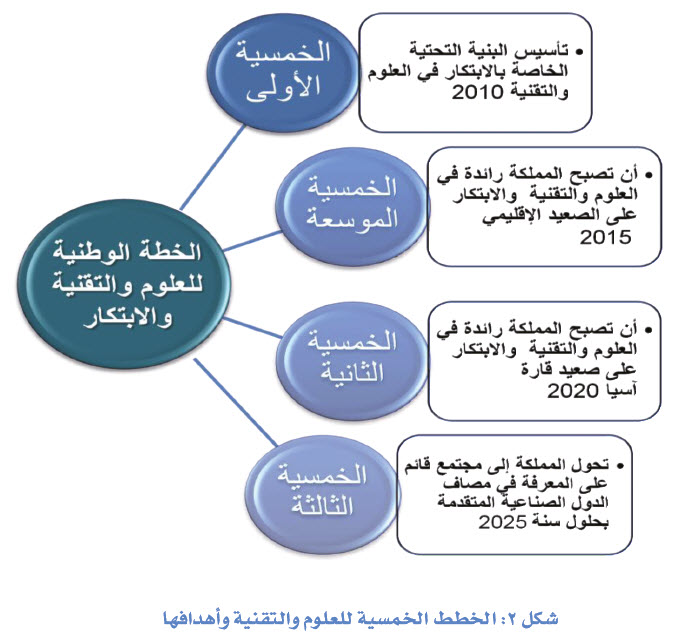 الخطة الوطنية
للعلوم والتقنية
والابتكار
الخمسية
الأولى
• تأسيس البنية التحتية
الخاصة بالابتكار في العلوم
والتقنية 2010
الخمسية
الموسعة
• أن تصبح المملكة رائدة في
العلوم والتقنية والابتكار
على الصعيد الإقليمي
2015
الخمسية
الثانية
• أن تصبح المملكة رائدة في
العلوم والتقنية والابتكار
على صعيد قارة
آسيا 2020
الخمسية
الثالثة
• تحول المملكة إلى مجتمع قائم
على المعرفة في مصاف
الدول الصناعية المتقدمة
بحلول سنة 2025
شكل ٢: الخطط الخمسية للعلوم والتقنية وأهدافها